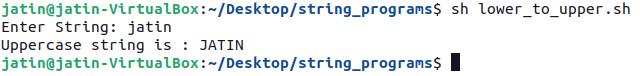 jatin@jatin-VirtualBox:~/Desktop/string_programs$ sh lower_to_upper.sh
Enter String: jatin
Uppercase string is : JATIN
jatin@jatin-VirtualBox:~/Desktop/string_programs$